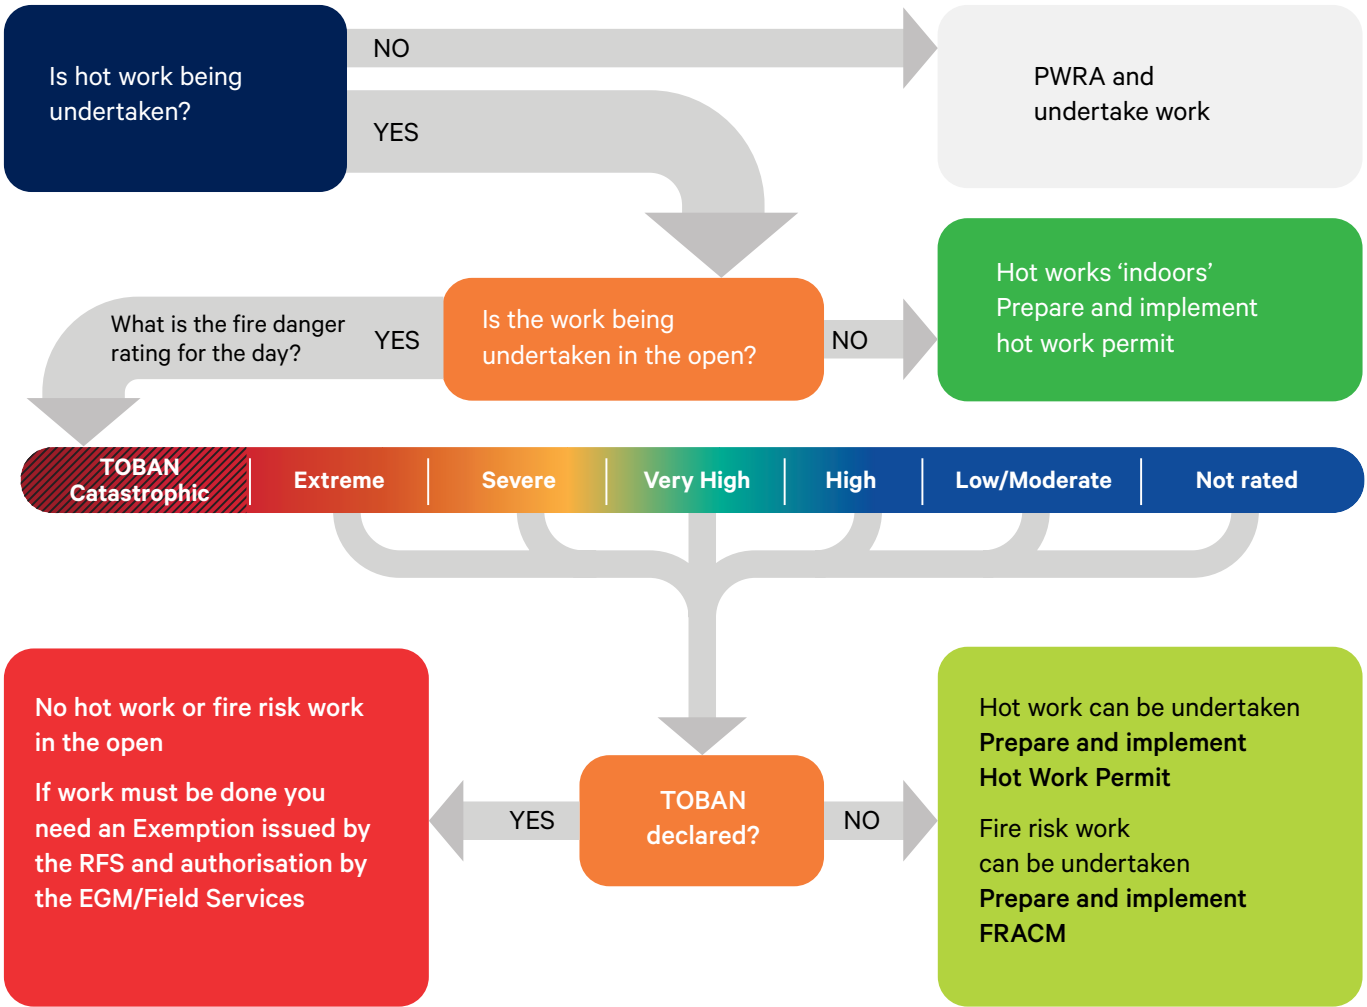 Is hot work being
undertaken?
NO
YES
PWRA and
undertake work
What is the fire danger
rating for the day?
YES
Is the work being
undertaken in the open?
NO
Hot works ‘indoors’
Prepare and implement
hot work permit
TOBAN
Catastrophic
Extreme
Severe
Very High
High
Low/Moderate
Not rated
No hot work or fire risk work
in the open
If work must be done you
need an Exemption issued by
the RFS and authorisation by
the EGM/Field Services
YES
TOBAN
declared?
NO
Hot work can be undertaken
Prepare and implement
Hot Work Permit
Fire risk work
can be undertaken
Prepare and implement
FRACM